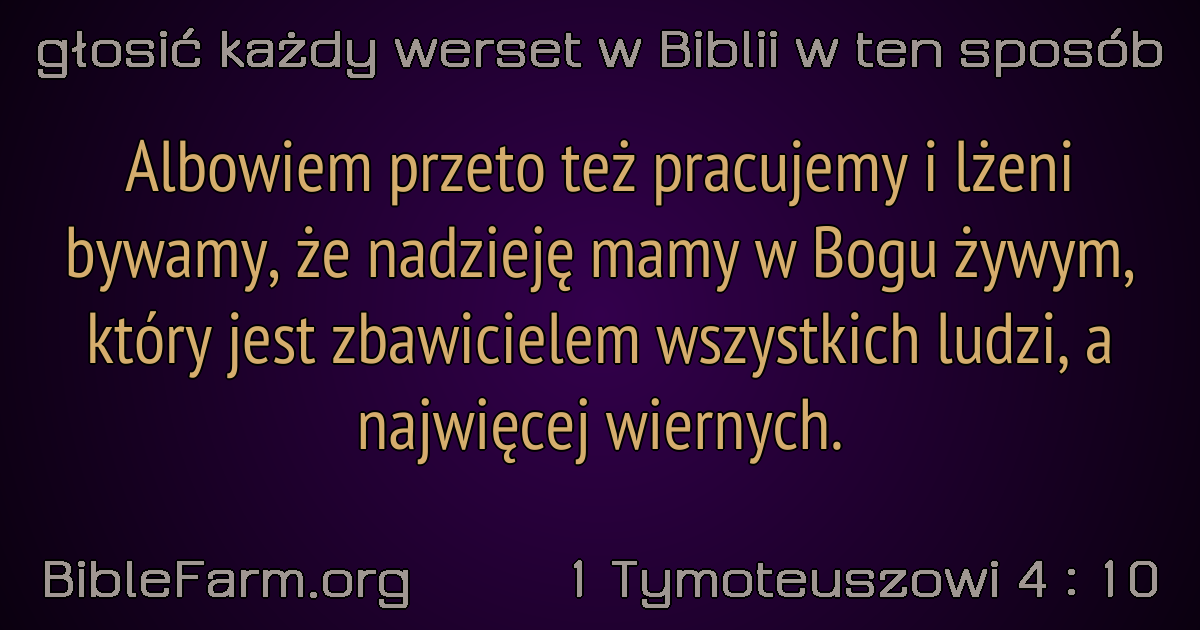 głosić każdy werset w Biblii w ten sposób
Albowiem przeto też pracujemy i lżeni
bywamy, że nadzieję mamy w Bogu żywym,
który jest zbawicielem wszystkich ludzi, a
najwięcej wiernych.
BibleFarm.org
1 Tymoteuszowi 4 : 10